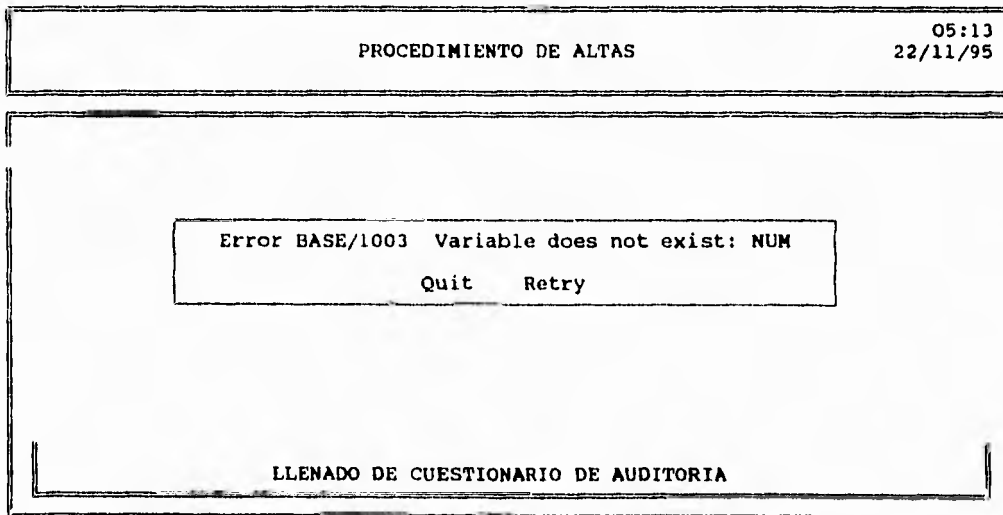 05:13
PROCEDIMIENTO DE ALTAS 22/11/95
Error BASE/1003 Variable does not exist: NUM
Quit Retry
LLENADO DE CUESTIONARIO DE AUDITORIA